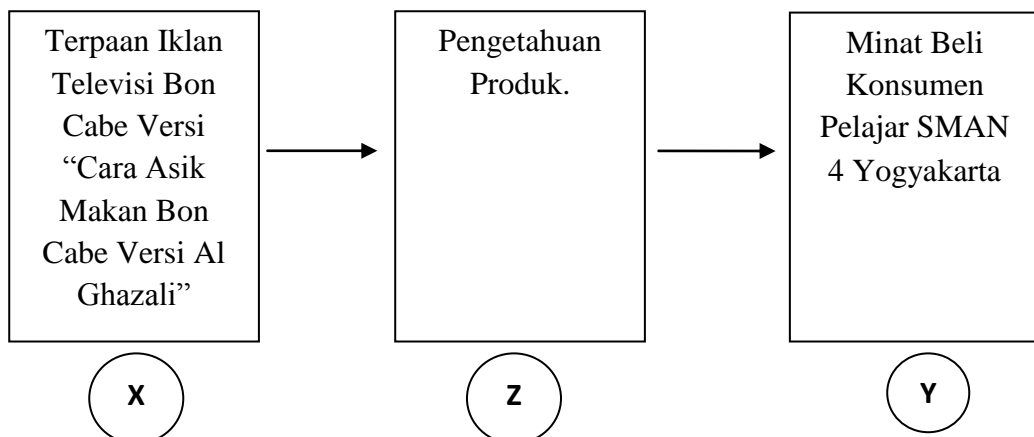 Terpaan Iklan
Televisi Bon
Cabe Versi
“Cara Asik
Makan Bon
Cabe Versi Al
Ghazali”
Pengetahuan
Produk.
Minat Beli
Konsumen
Pelajar SMAN
4 Yogyakarta
X
Z
Y